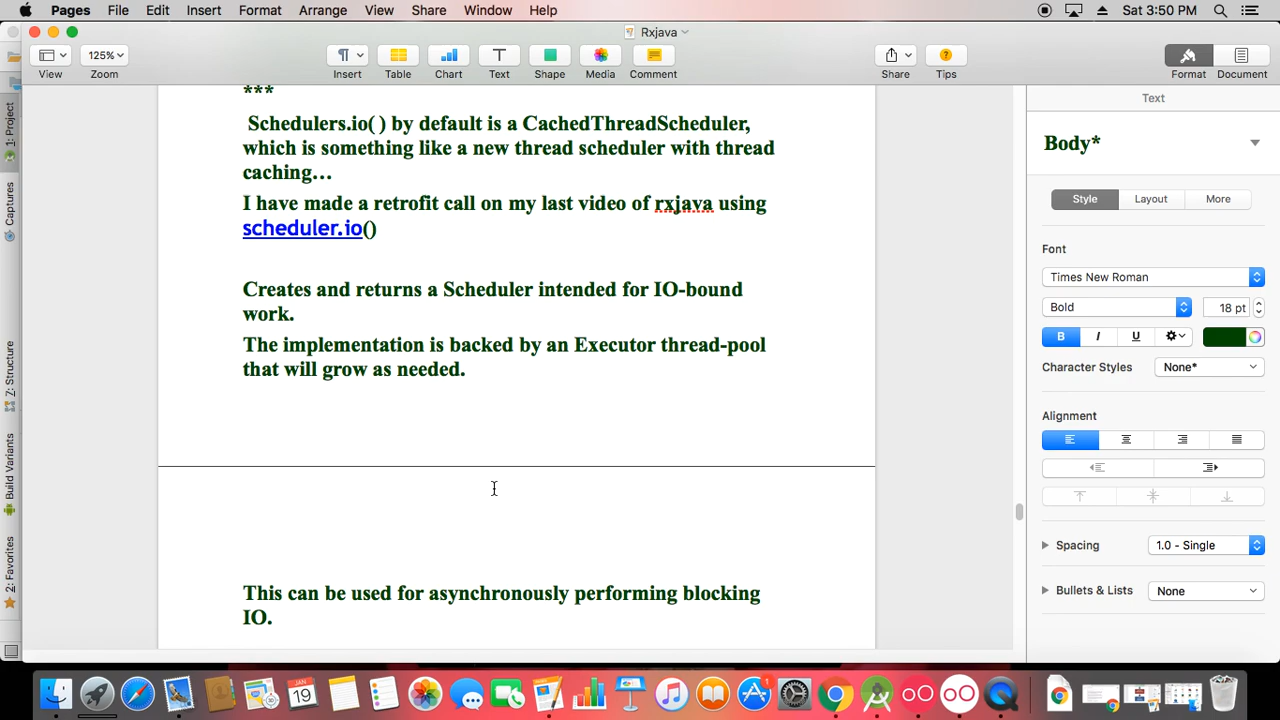 Pages File Edit Insert Format Arrange View Share Window Help
Sat 3:50 PM
Rxjava
125%
View Zoom Insert Table Chart Text Shape Media Comment Share Tips Format Document
1: Project
Captures
Z: Structure
Build Variants
2: Favorites
***
Schedulers.io( ) by default is a CachedThreadScheduler,
which is something like a new thread scheduler with thread
caching…
I have made a retrofit call on my last video of rxjava using
scheduler.io()
Creates and returns a Scheduler intended for IO-bound
work.
The implementation is backed by an Executor thread-pool
that will grow as needed.
This can be used for asynchronously performing blocking
IO.
Text
Body*
Style Layout More
Font
Times New Roman
Bold 18 pt
B I U
Character Styles None*
Alignment
Spacing 1.0 - Single
Bullets & Lists None
JAN
19
1